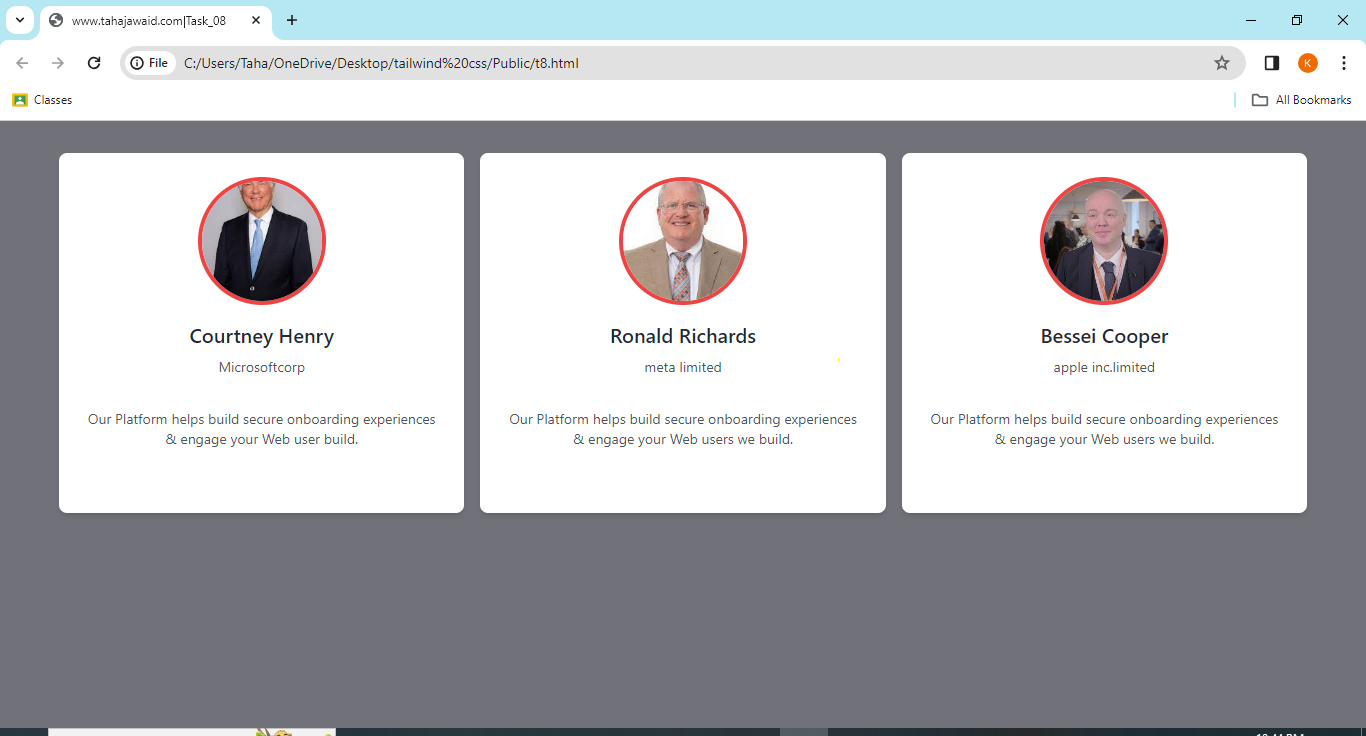 www.tahajawaid.com|Task_08
File
C:/Users/Taha/OneDrive/Desktop/tailwind%20css/Public/t8.html
K
Classes
All Bookmarks
Courtney Henry
Microsoftcorp
Our Platform helps build secure onboarding experiences
& engage your Web user build.
Ronald Richards
meta limited
Our Platform helps build secure onboarding experiences
& engage your Web users we build.
Bessei Cooper
apple inc.limited
Our Platform helps build secure onboarding experiences
& engage your Web users we build.